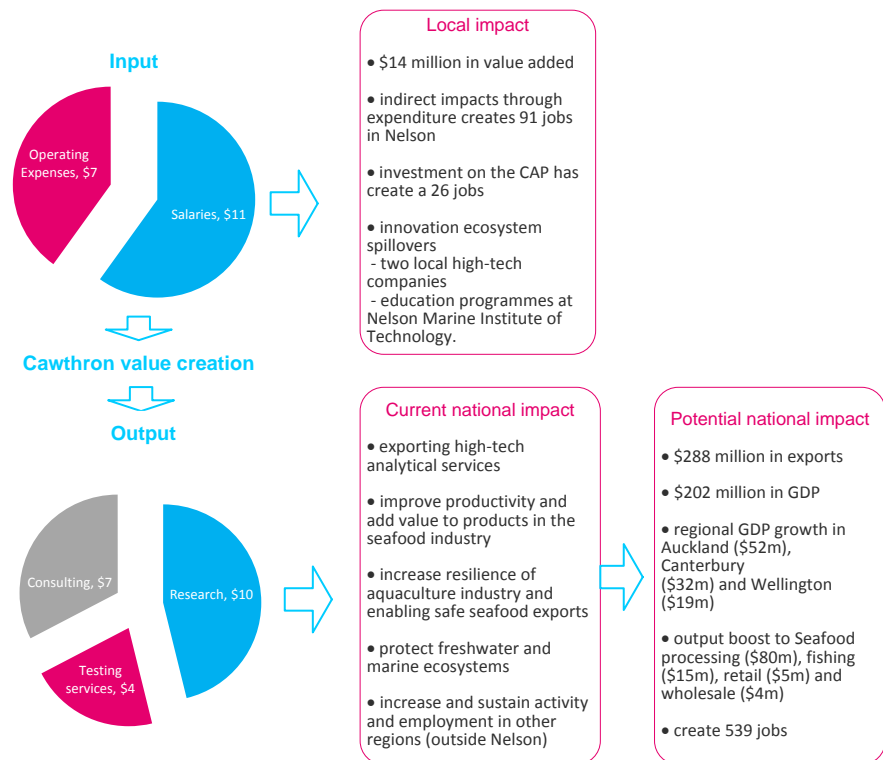 Input
Operating
Expenses, $7
Salaries, $11
Local impact
• $14 million in value added
• indirect impacts through
expenditure creates 91 jobs
in Nelson
• investment on the CAP has
create a 26 jobs
• innovation ecosystem
spillovers
- two local high-tech
companies
- education programmes at
Nelson Marine Institute of
Technology.
Cawthron value creation
Output
Consulting, $7
Research, $10
Testing
services, $4
Current national impact
• exporting high-tech
analytical services
• improve productivity and
add value to products in the
seafood industry
• increase resilience of
aquaculture industry and
enabling safe seafood exports
• protect freshwater and
marine ecosystems
• increase and sustain activity
and employment in other
regions (outside Nelson)
Potential national impact
• $288 million in exports
• $202 million in GDP
• regional GDP growth in
Auckland ($52m),
Canterbury
($32m) and Wellington
($19m)
• output boost to Seafood
processing ($80m), fishing
($15m), retail ($5m) and
wholesale ($4m)
• create 539 jobs